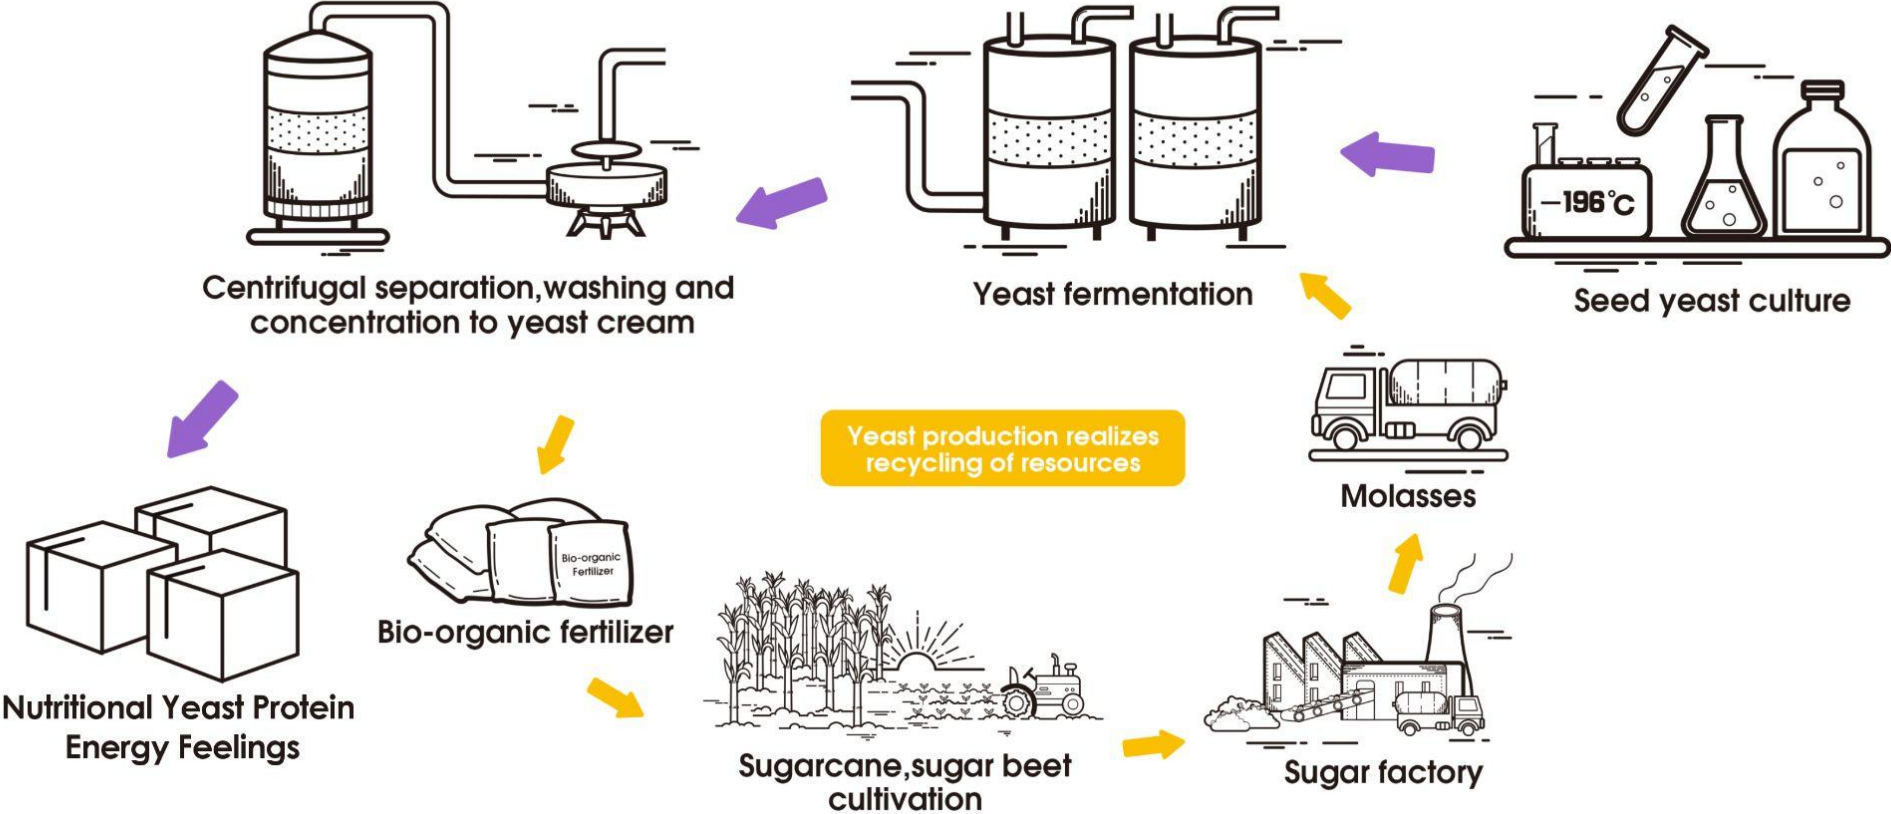 -196°C
Centrifugal separation,washing and
concentration to yeast cream
Yeast fermentation
Seed yeast culture
Yeast production realizes
recycling of resources
Molasses
Bio-organic
Fertilizer
Bio-organic fertilizer
Nutritional Yeast Protein
Energy Feelings
Sugarcane,sugar beet
cultivation
Sugar factory